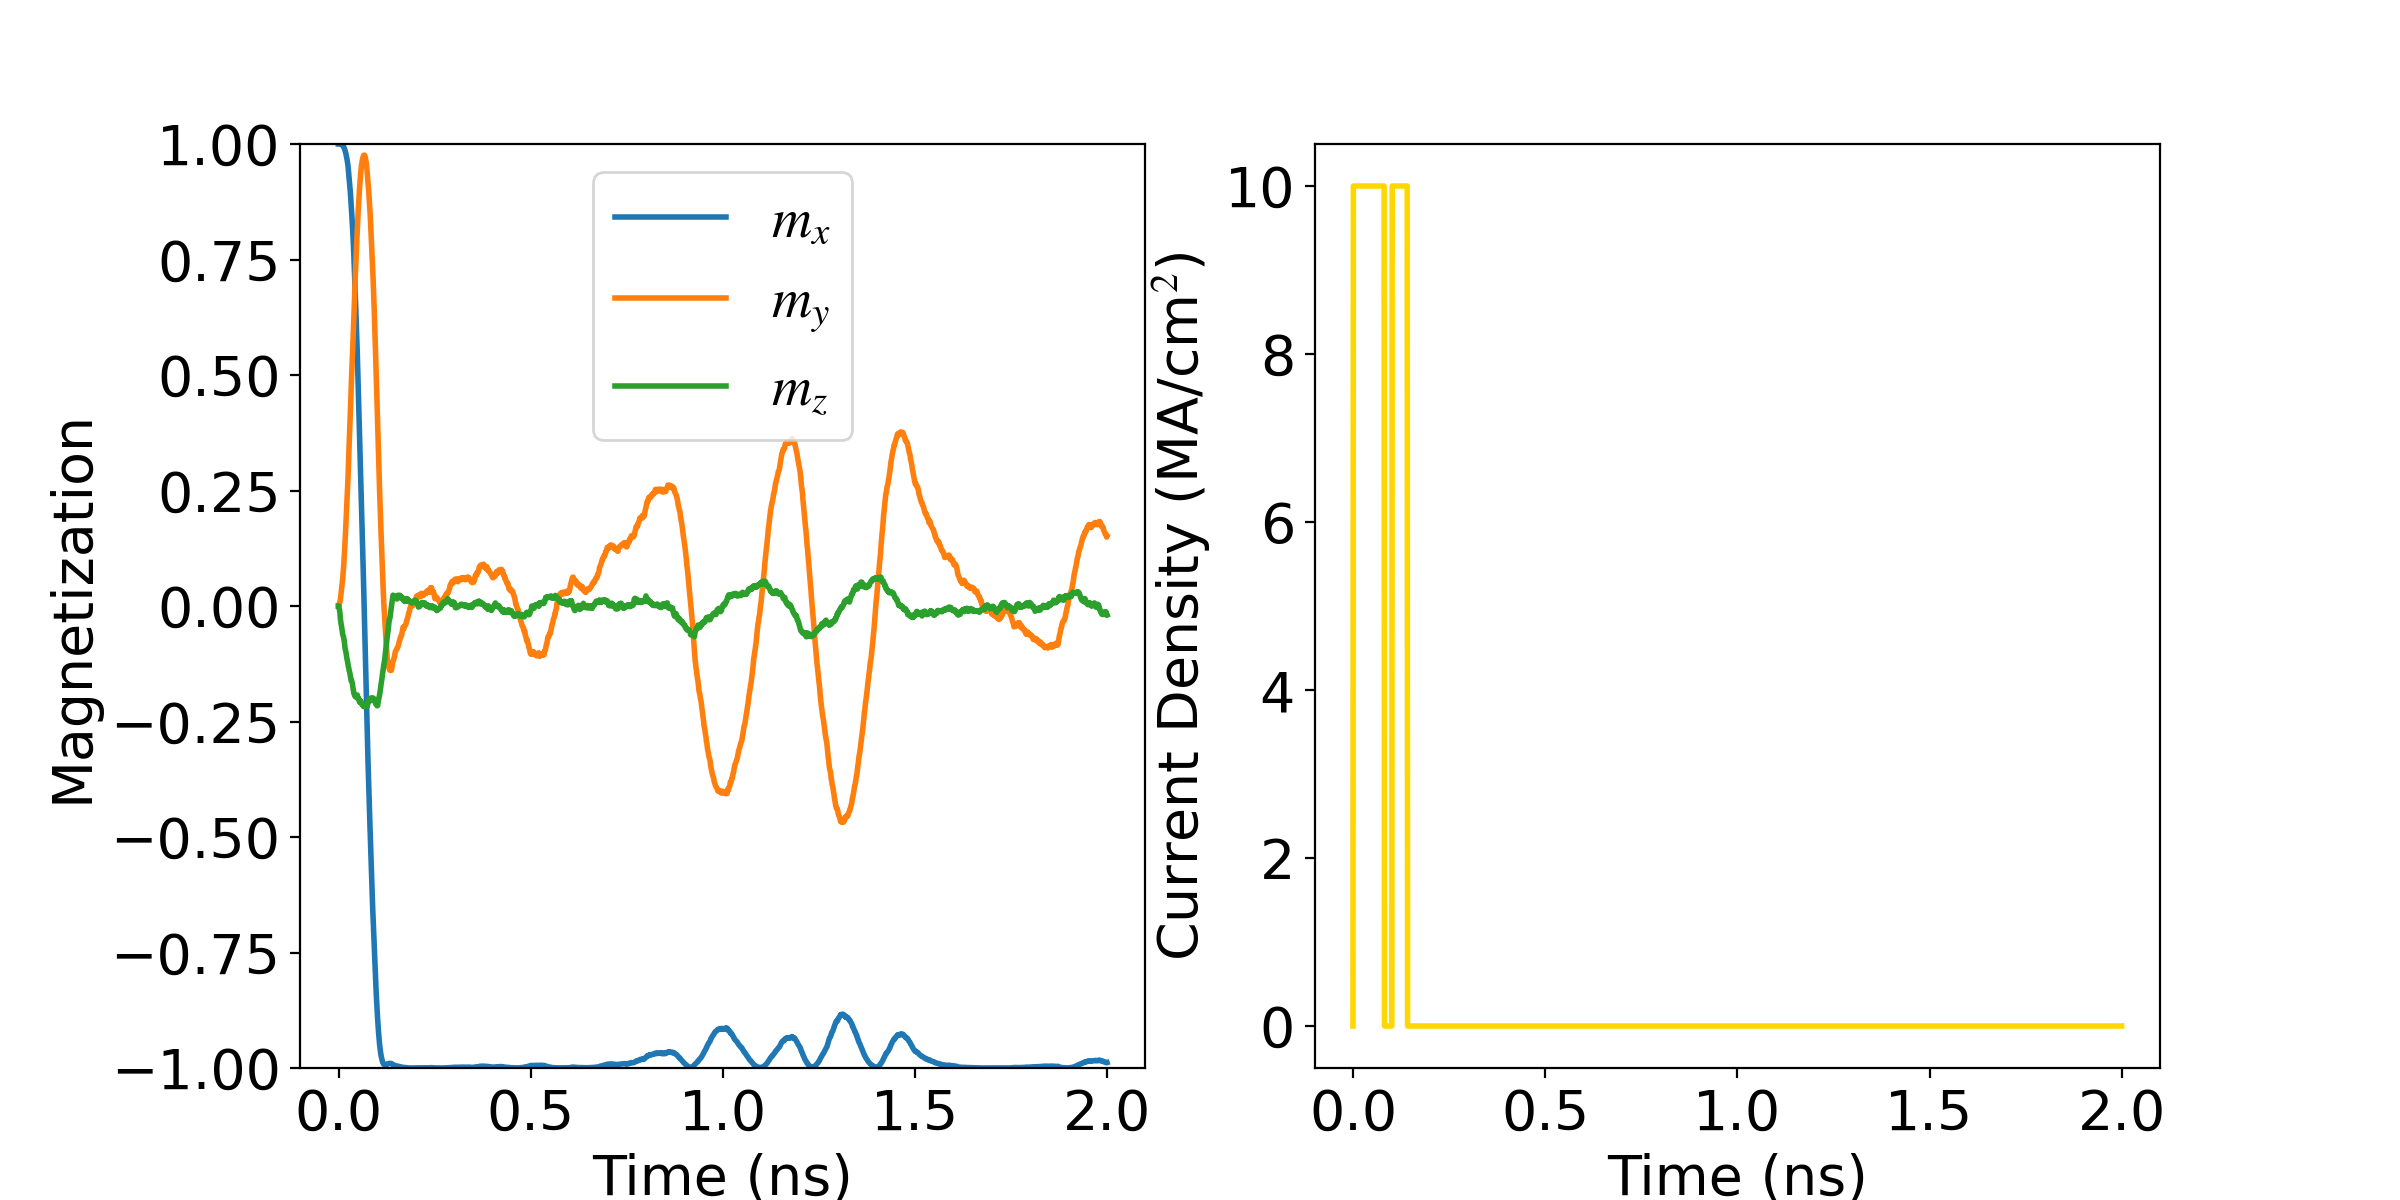 Magnetization
1.00
0.75
0.50
0.25
0.00
−0.25
−0.50
−0.75
−1.00
0.0 0.5 1.0 1.5 2.0
Time (ns)
m_x
m_y
m_z
Current Density (MA/cm²)
10
8
6
4
2
0
0.0 0.5 1.0 1.5 2.0
Time (ns)